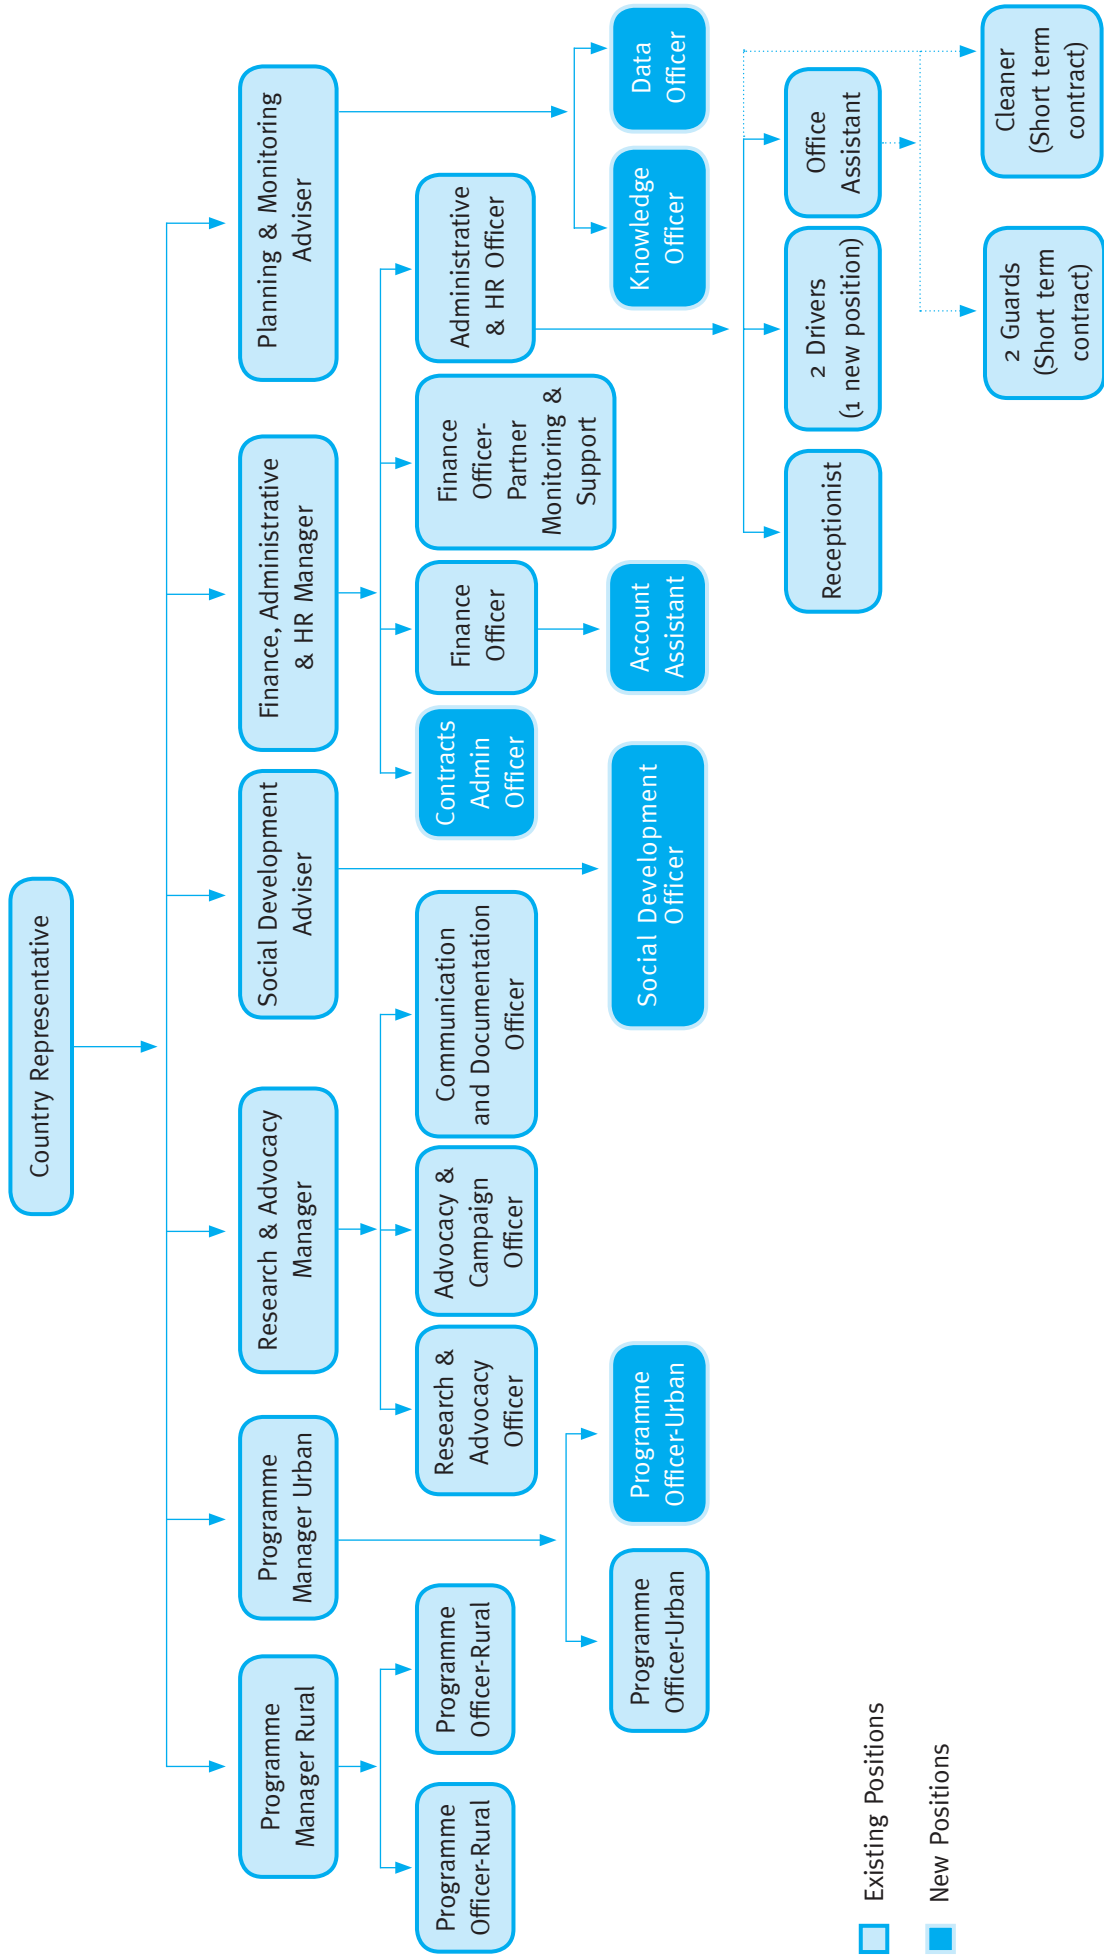 Country Representative
Programme
Manager Rural
Programme
Manager Urban
Research & Advocacy
Manager
Social Development
Adviser
Finance, Administrative
& HR Manager
Planning & Monitoring
Adviser
Programme
Officer-Rural
Programme
Officer-Rural
Research &
Advocacy
Officer
Advocacy &
Campaign
Officer
Communication
and Documentation
Officer
Contracts
Admin
Officer
Finance
Officer
Finance
Officer-
Partner
Monitoring &
Support
Administrative
& HR Officer
Programme
Officer-Urban
Programme
Officer-Urban
Social Development
Officer
Account
Assistant
Knowledge
Officer
Data
Officer
Receptionist
2 Drivers
(1 new position)
Office
Assistant
2 Guards
(Short term
contract)
Cleaner
(Short term
contract)
Existing Positions
New Positions